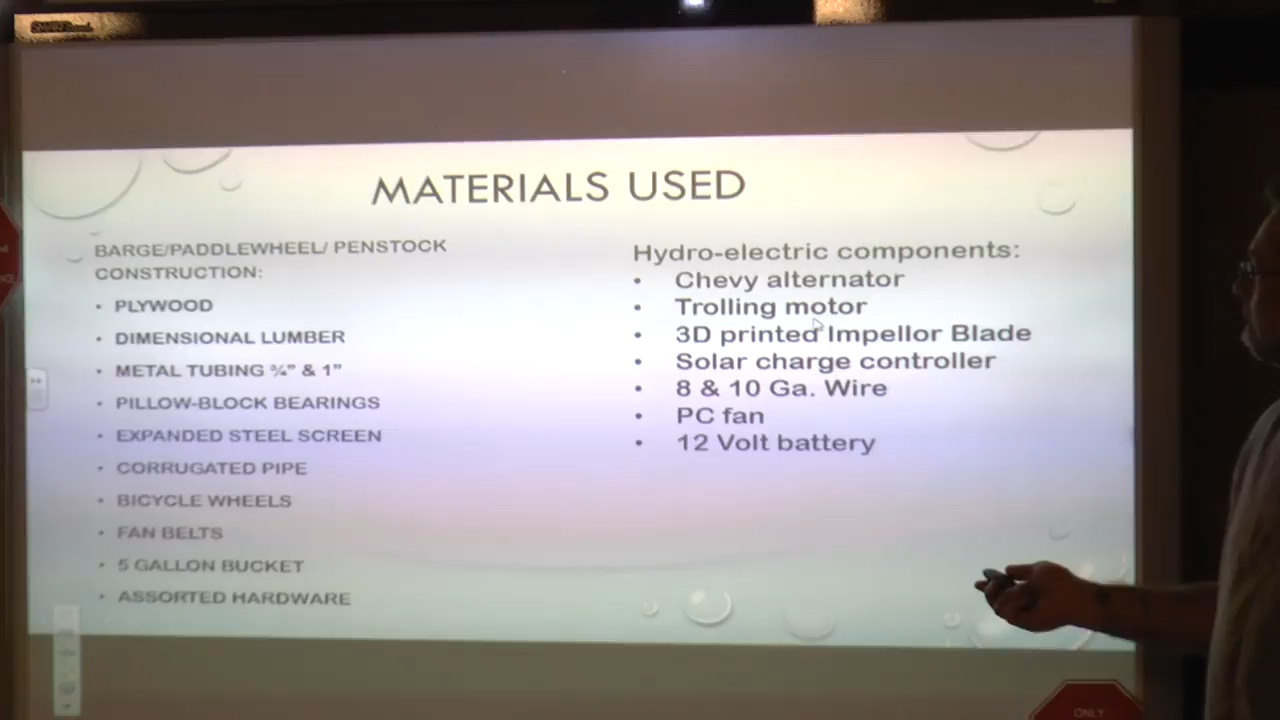 MATERIALS USED
BARGE/PADDLEWHEEL/ PENSTOCK
CONSTRUCTION:
• PLYWOOD
• DIMENSIONAL LUMBER
• METAL TUBING ¾” & 1”
• PILLOW-BLOCK BEARINGS
• EXPANDED STEEL SCREEN
• CORRUGATED PIPE
• BICYCLE WHEELS
• FAN BELTS
• 5 GALLON BUCKET
• ASSORTED HARDWARE
Hydro-electric components:
• Chevy alternator
• Trolling motor
• 3D printed Impellor Blade
• Solar charge controller
• 8 & 10 Ga. Wire
• PC fan
• 12 Volt battery
ONLY